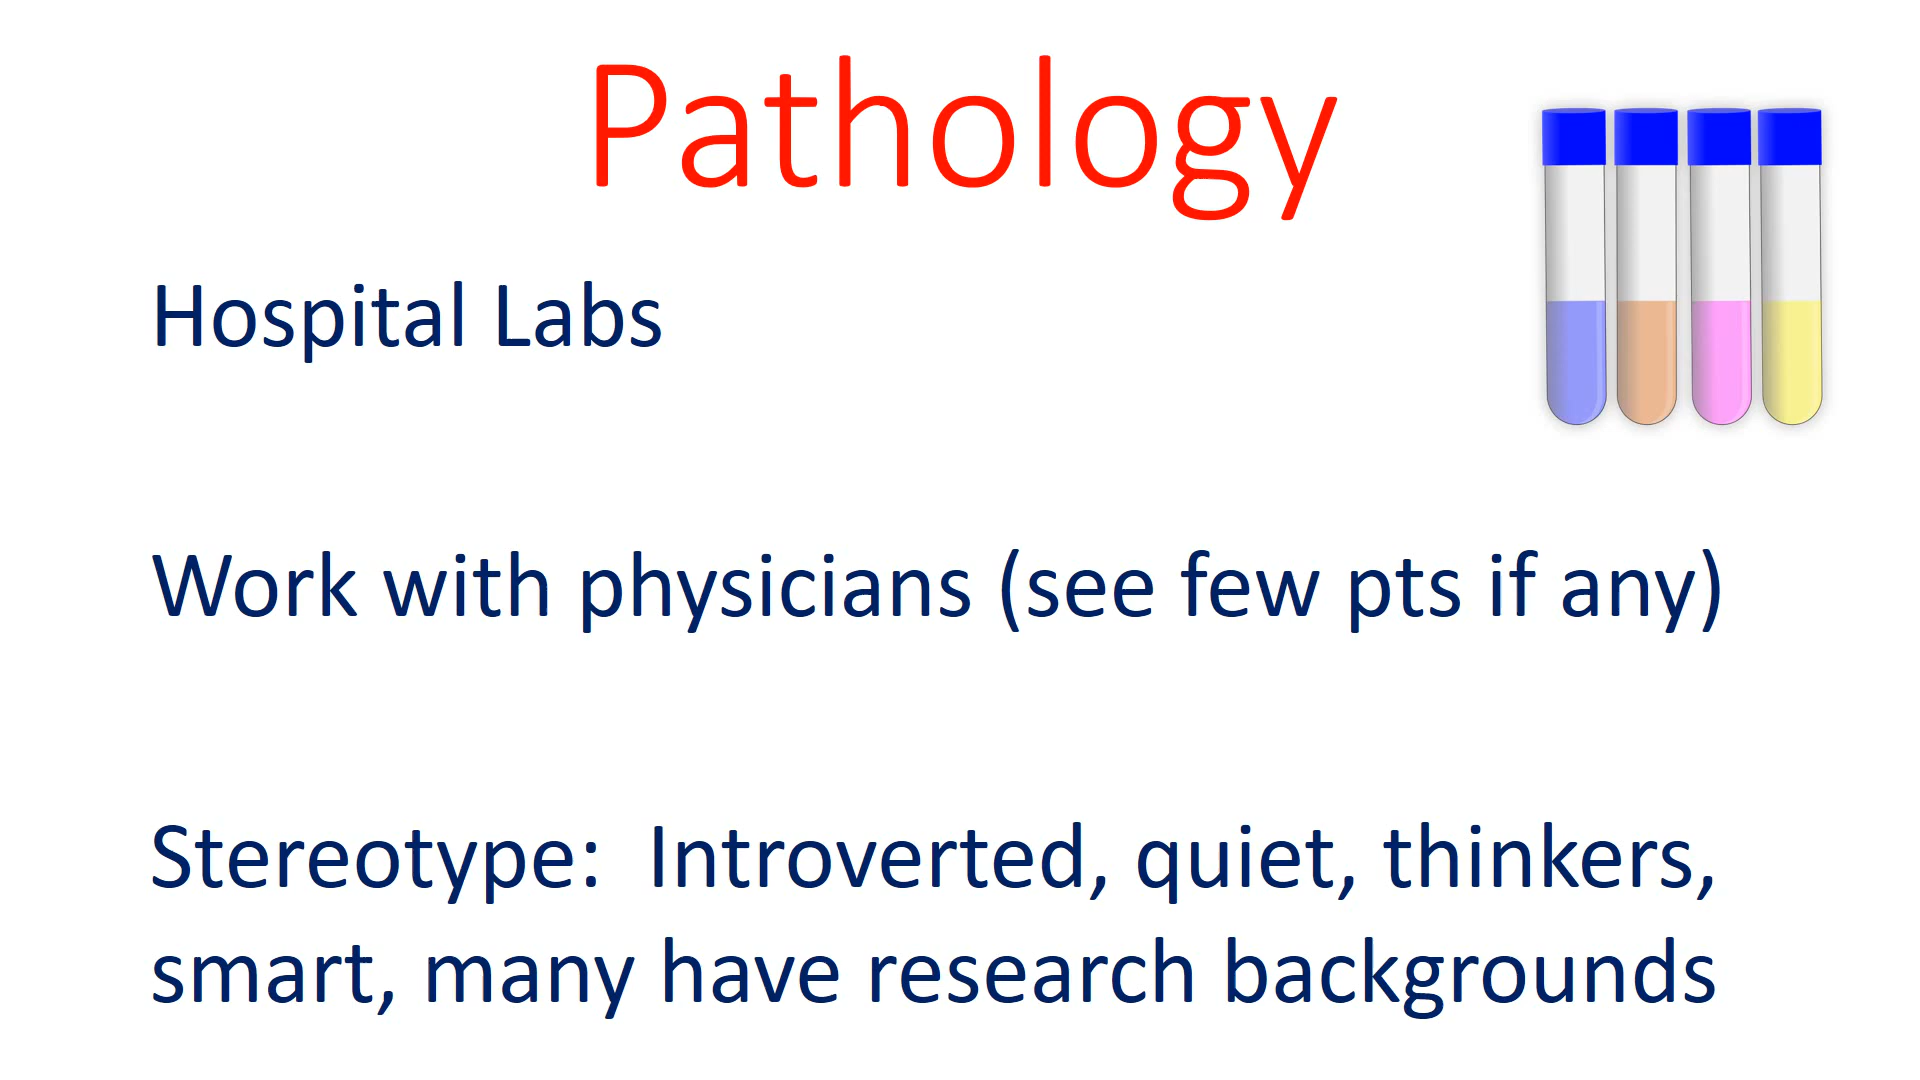 Pathology
Hospital Labs
Work with physicians (see few pts if any)
Stereotype:  Introverted, quiet, thinkers,
smart, many have research backgrounds